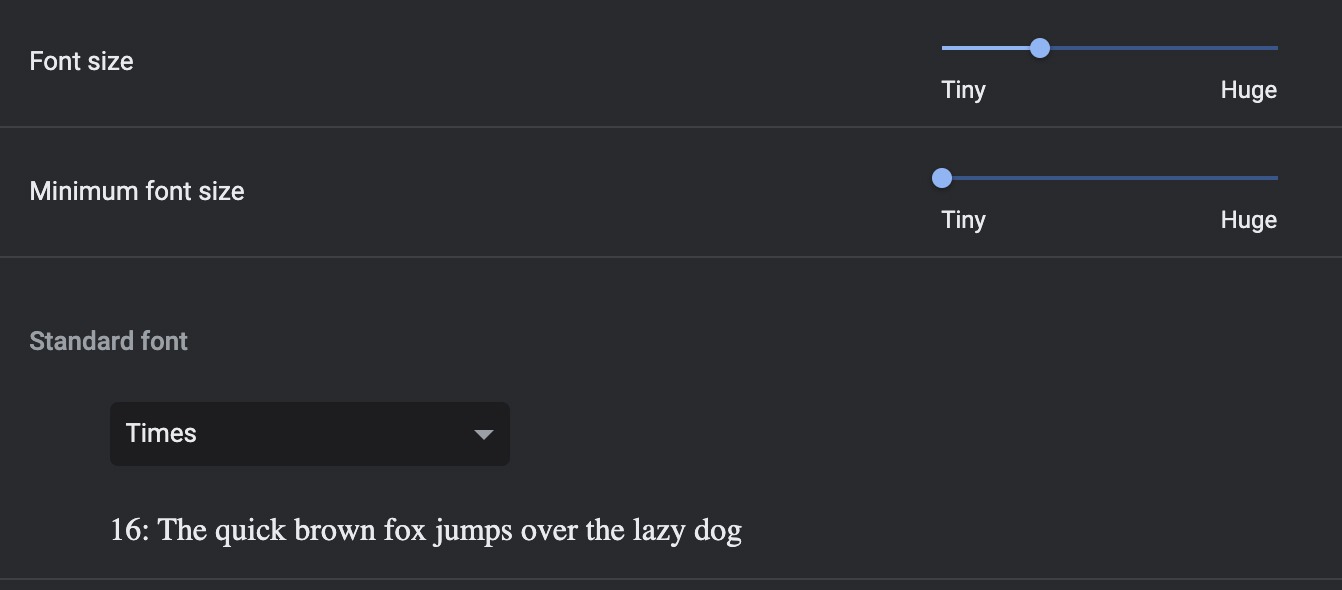 Font size
Tiny Huge
Minimum font size
Tiny Huge
Standard font
Times
16: The quick brown fox jumps over the lazy dog